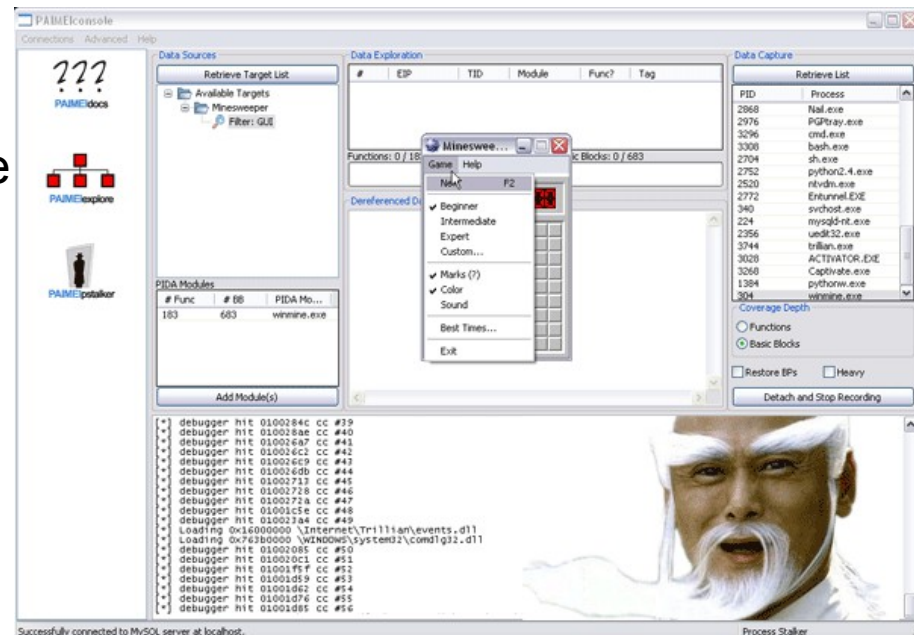 e
PAIMEIconsole
Connections Advanced Help
???
PAIMEIdocs
PAIMEIexplore
PAIMEIpstalker
Data Sources
Retrieve Target List
Available Targets
Minesweeper
Filter: GUI
PIDA Modules
# Func # BB PIDA Mo...
183 683 winmine.exe
Add Module(s)
Data Exploration
# EIP TID Module Func? Tag
Functions: 0 / 18
ic Blocks: 0 / 683
Dereferenced Da
Mineswee...
Game Help
New F2
Beginner
Intermediate
Expert
Custom...
Marks (?)
Color
Sound
Best Times...
Exit
Data Capture
Retrieve List
PID Process
2868 Nail.exe
2976 PGPtray.exe
3296 cmd.exe
3308 bash.exe
2704 sh.exe
2752 python2.4.exe
2520 ntvdm.exe
2772 Entunnel.EXE
340 svchost.exe
224 mysqld-nt.exe
2356 uedit32.exe
3744 trillian.exe
3028 ACTIVATOR.EXE
3268 Captivate.exe
1384 pythonw.exe
304 winmine.exe
Coverage Depth
Functions
Basic Blocks
Restore BPs Heavy
Detach and Stop Recording
[*] debugger hit 0100284c cc #39
[*] debugger hit 010028ae cc #40
[*] debugger hit 010026a7 cc #41
[*] debugger hit 010026c2 cc #42
[*] debugger hit 010026c9 cc #43
[*] debugger hit 010026db cc #44
[*] debugger hit 01002713 cc #45
[*] debugger hit 01002728 cc #46
[*] debugger hit 0100272a cc #47
[*] debugger hit 01001c5e cc #48
[*] debugger hit 010023a4 cc #49
[*] Loading 0x16000000 \Internet\Trillian\events.dll
[*] Loading 0x763b0000 \WINDOWS\system32\comdlg32.dll
[*] debugger hit 01002085 cc #50
[*] debugger hit 010020c1 cc #51
[*] debugger hit 01001f5f cc #52
[*] debugger hit 01001d59 cc #53
[*] debugger hit 01001d62 cc #54
[*] debugger hit 01001d76 cc #55
[*] debugger hit 01001d85 cc #56
Successfully connected to MySQL server at localhost.
Process Stalker